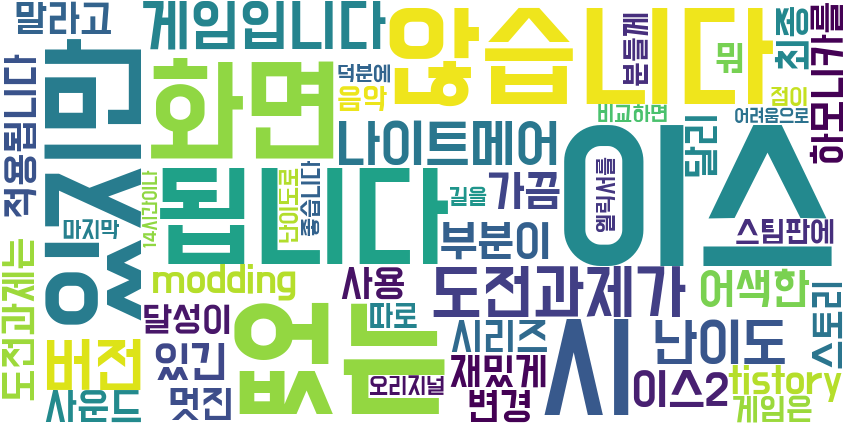 말라고
게임입니다
않습니다
뭔
분들께
최종
하모니카를
있지만
화면
덕분에
음악
점이
비교하면
어려움으로
적용됩니다
나이트메어
이스
달리
됩니다
14시간이나
난이도로
좋습니다
길을
가끔
엘릭서를
마지막
부분이
스팀판에
도전과제는
modding
사용
도전과제가
어색한
스토리
달성이
없는
따로
시
시리즈
난이도
버전
있긴
재밌게
이스2
tistory
사운드
멋진
오리지널
변경
게임은